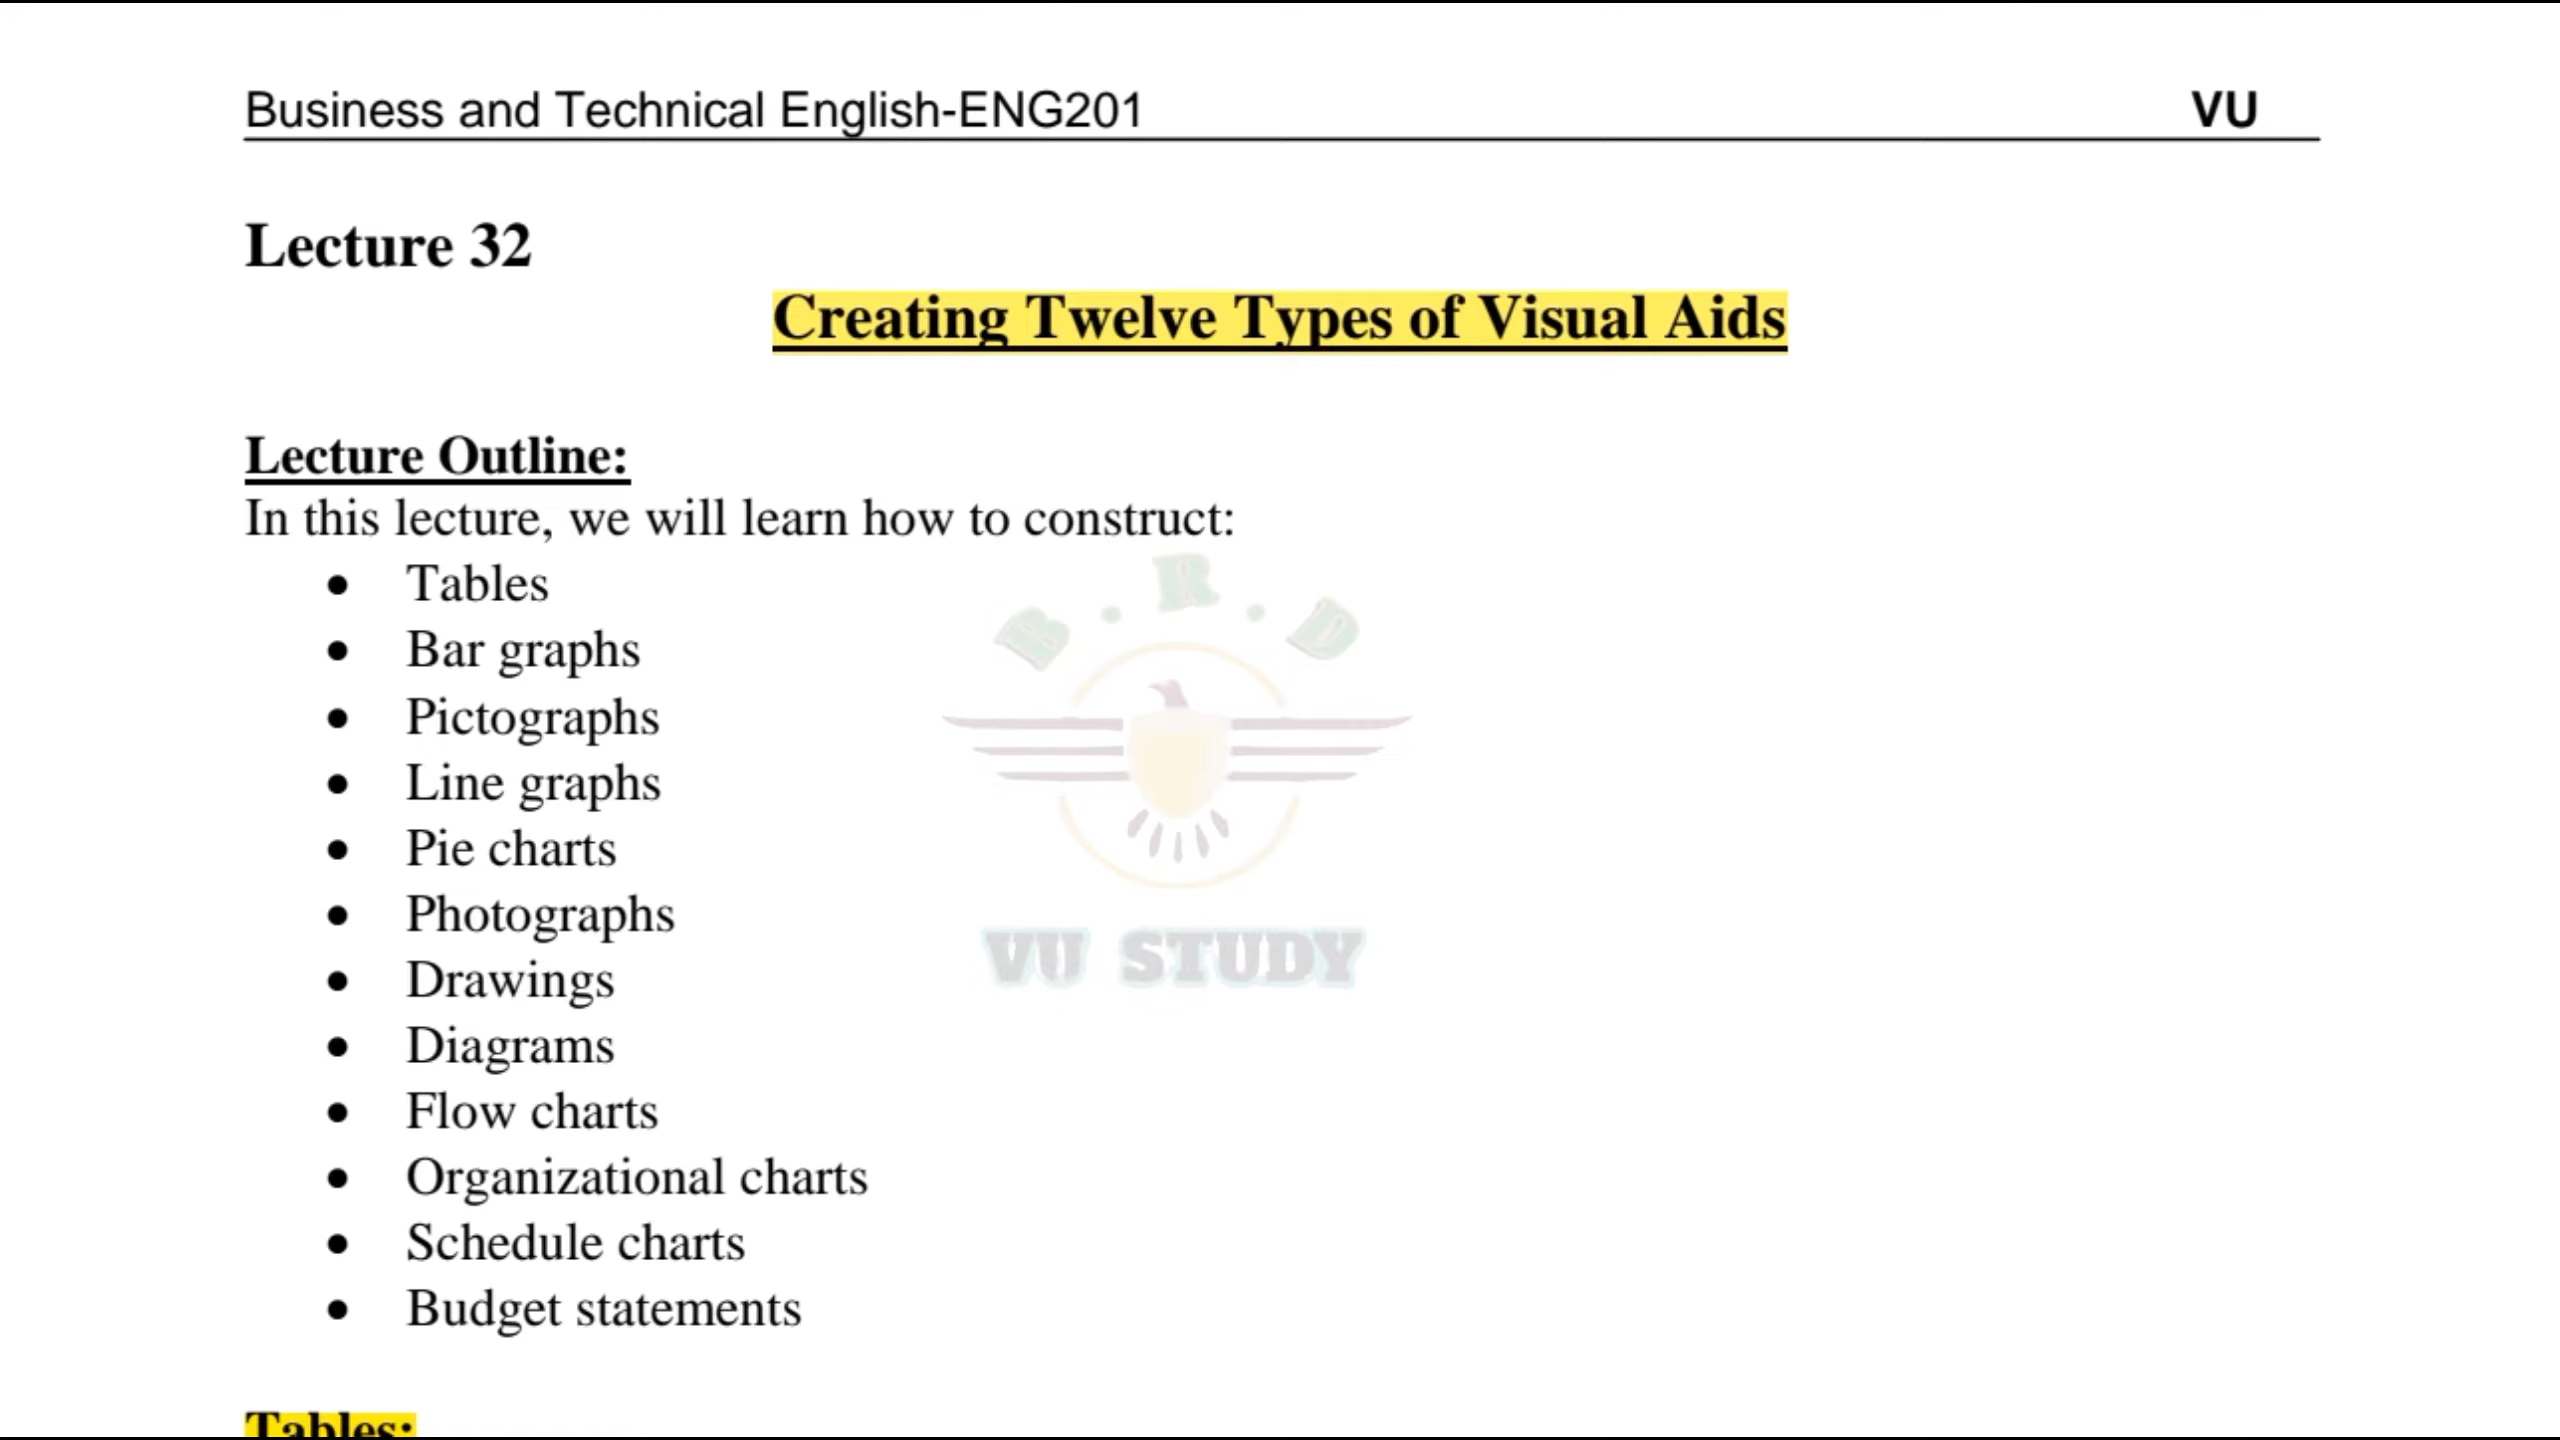 Business and Technical English-ENG201 VU
Lecture 32
Creating Twelve Types of Visual Aids
Lecture Outline:
In this lecture, we will learn how to construct:
• Tables
• Bar graphs
• Pictographs
• Line graphs
• Pie charts
• Photographs
• Drawings
• Diagrams
• Flow charts
• Organizational charts
• Schedule charts
• Budget statements
B.R.D
VU STUDY
Tables: